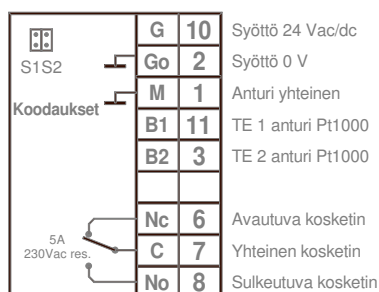 G 10 Syöttö 24 Vac/dc
S1S2 Go 2 Syöttö 0 V
Koodaukset M 1 Anturi yhteinen
B1 11 TE 1 anturi Pt1000
B2 3 TE 2 anturi Pt1000
Nc 6 Avautuva kosketin
5A
230Vac res. C 7 Yhteinen kosketin
No 8 Sulkeutuva kosketin